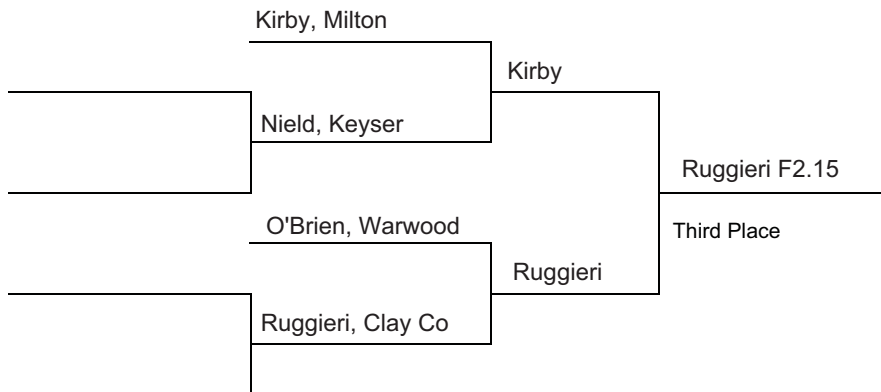 Kirby, Milton
Kirby
Nield, Keyser
Ruggieri F2.15
O'Brien, Warwood
Third Place
Ruggieri
Ruggieri, Clay Co